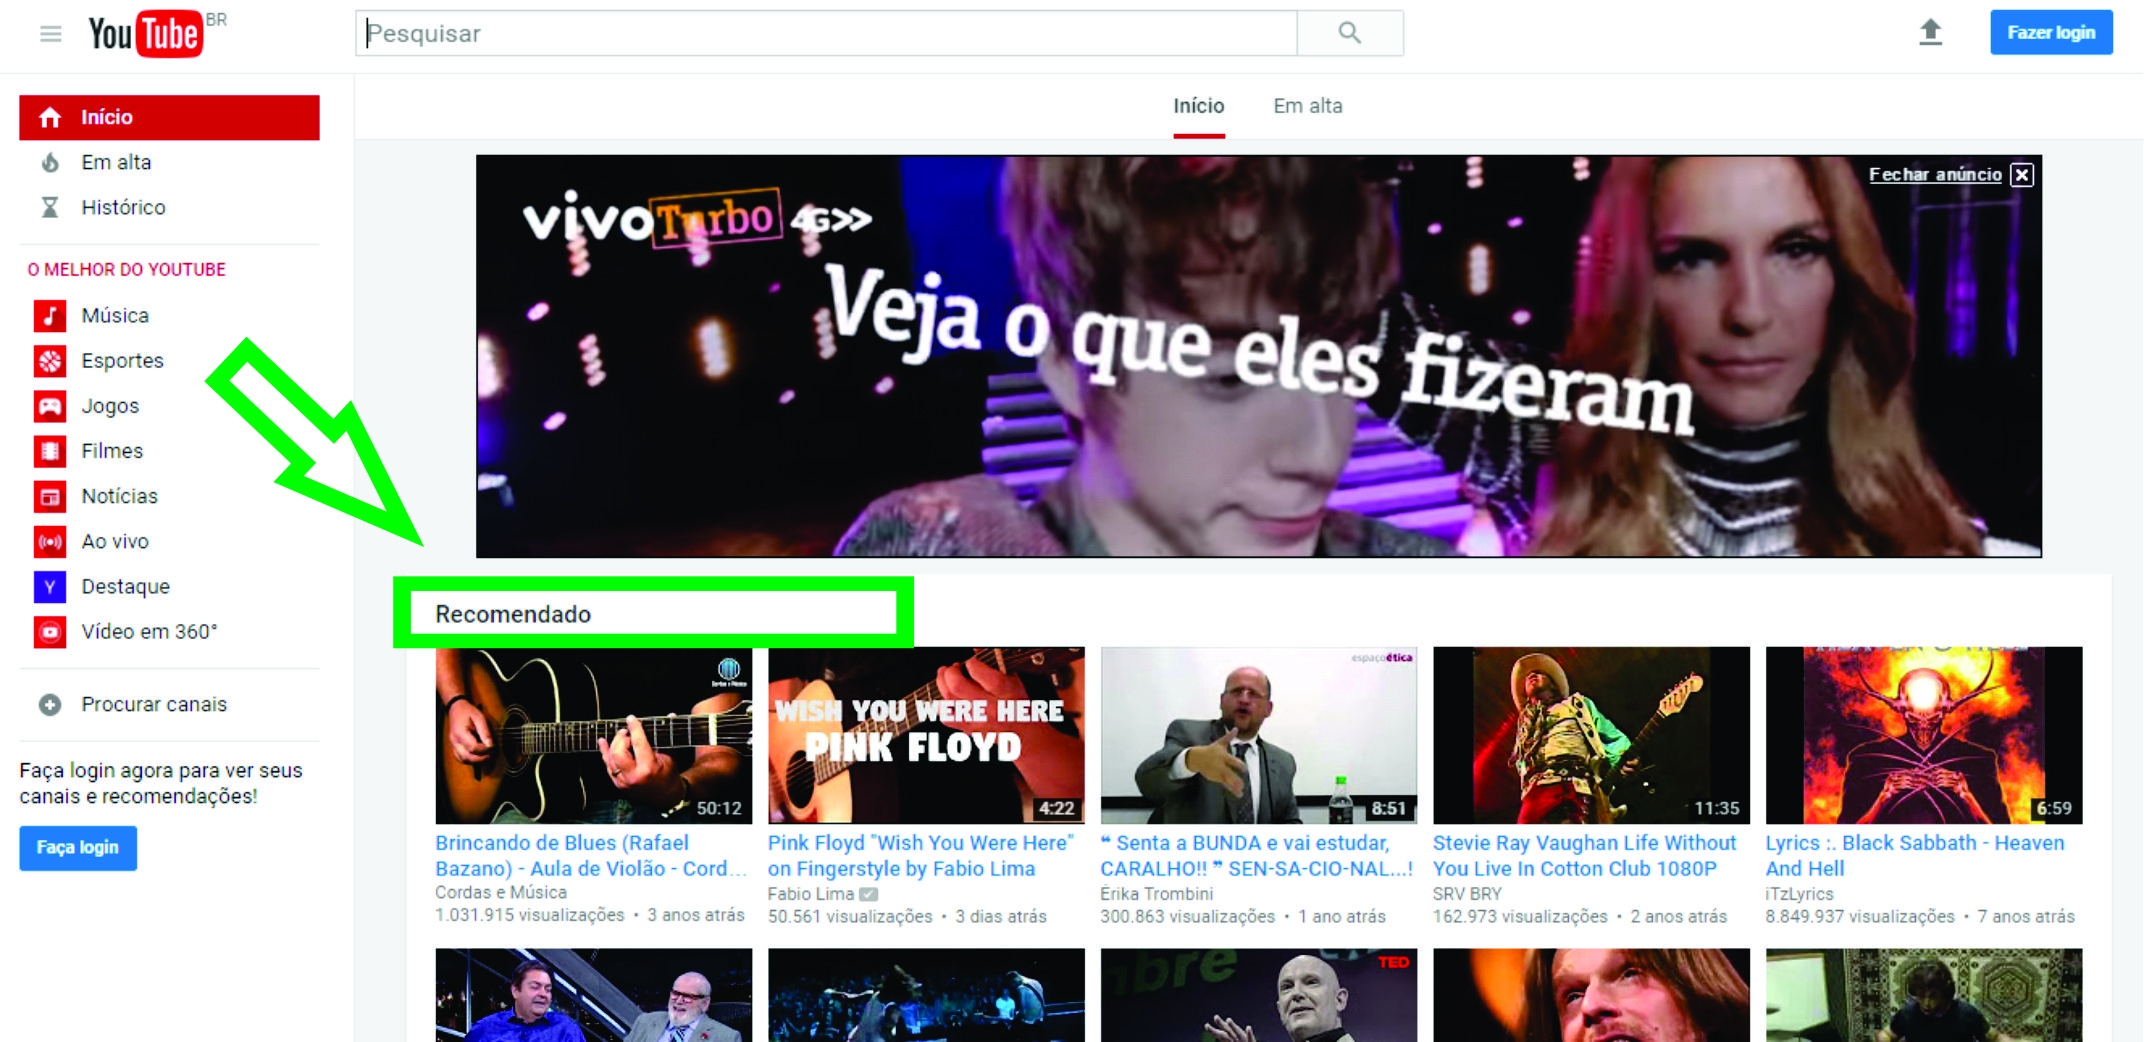 YouTube BR
Pesquisar
Fazer login
Início
Em alta
Histórico
O MELHOR DO YOUTUBE
Música
Esportes
Jogos
Filmes
Notícias
Ao vivo
Destaque
Vídeo em 360°
Procurar canais
Faça login agora para ver seus
canais e recomendações!
Faça login
Início Em alta
Fechar anúncio
vivo Turbo 4G>>
Veja o que eles fizeram
Recomendado
50:12
Brincando de Blues (Rafael
Bazano) - Aula de Violão - Cord...
Cordas e Música
1.031.915 visualizações • 3 anos atrás
WISH YOU WERE HERE
PINK FLOYD
4:22
Pink Floyd "Wish You Were Here"
on Fingerstyle by Fabio Lima
Fabio Lima
50.561 visualizações • 3 dias atrás
espaçoética
8:51
❝ Senta a BUNDA e vai estudar,
CARALHO!! ❞ SEN-SA-CIO-NAL...!
Érika Trombini
300.863 visualizações • 1 ano atrás
11:35
Stevie Ray Vaughan Life Without
You Live In Cotton Club 1080P
SRV BRY
162.973 visualizações • 2 anos atrás
6:59
Lyrics :. Black Sabbath - Heaven
And Hell
iTzLyrics
8.849.937 visualizações • 7 anos atrás
TED